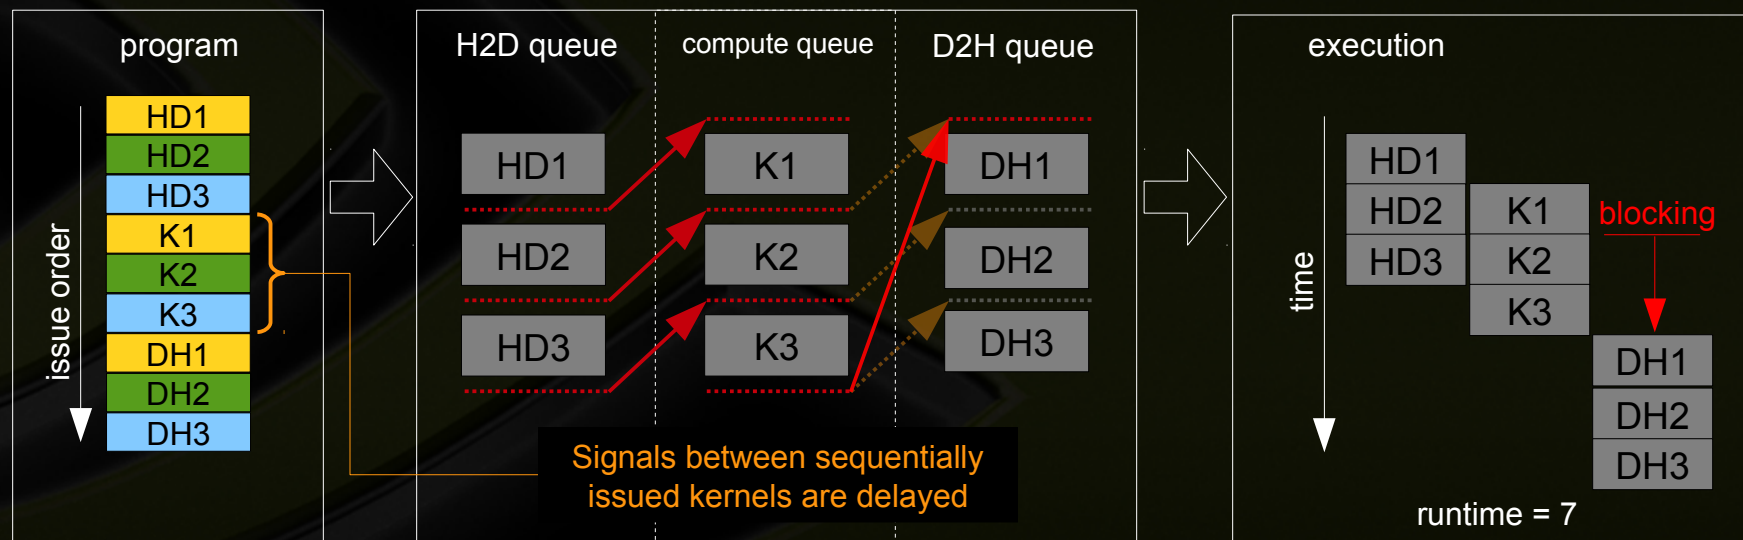 program
issue order
HD1
HD2
HD3
K1
K2
K3
DH1
DH2
DH3
H2D queue
HD1
HD2
HD3
compute queue
K1
K2
K3
D2H queue
DH1
DH2
DH3
Signals between sequentially
issued kernels are delayed
execution
time
HD1
HD2
HD3
K1
K2
K3
blocking
DH1
DH2
DH3
runtime = 7